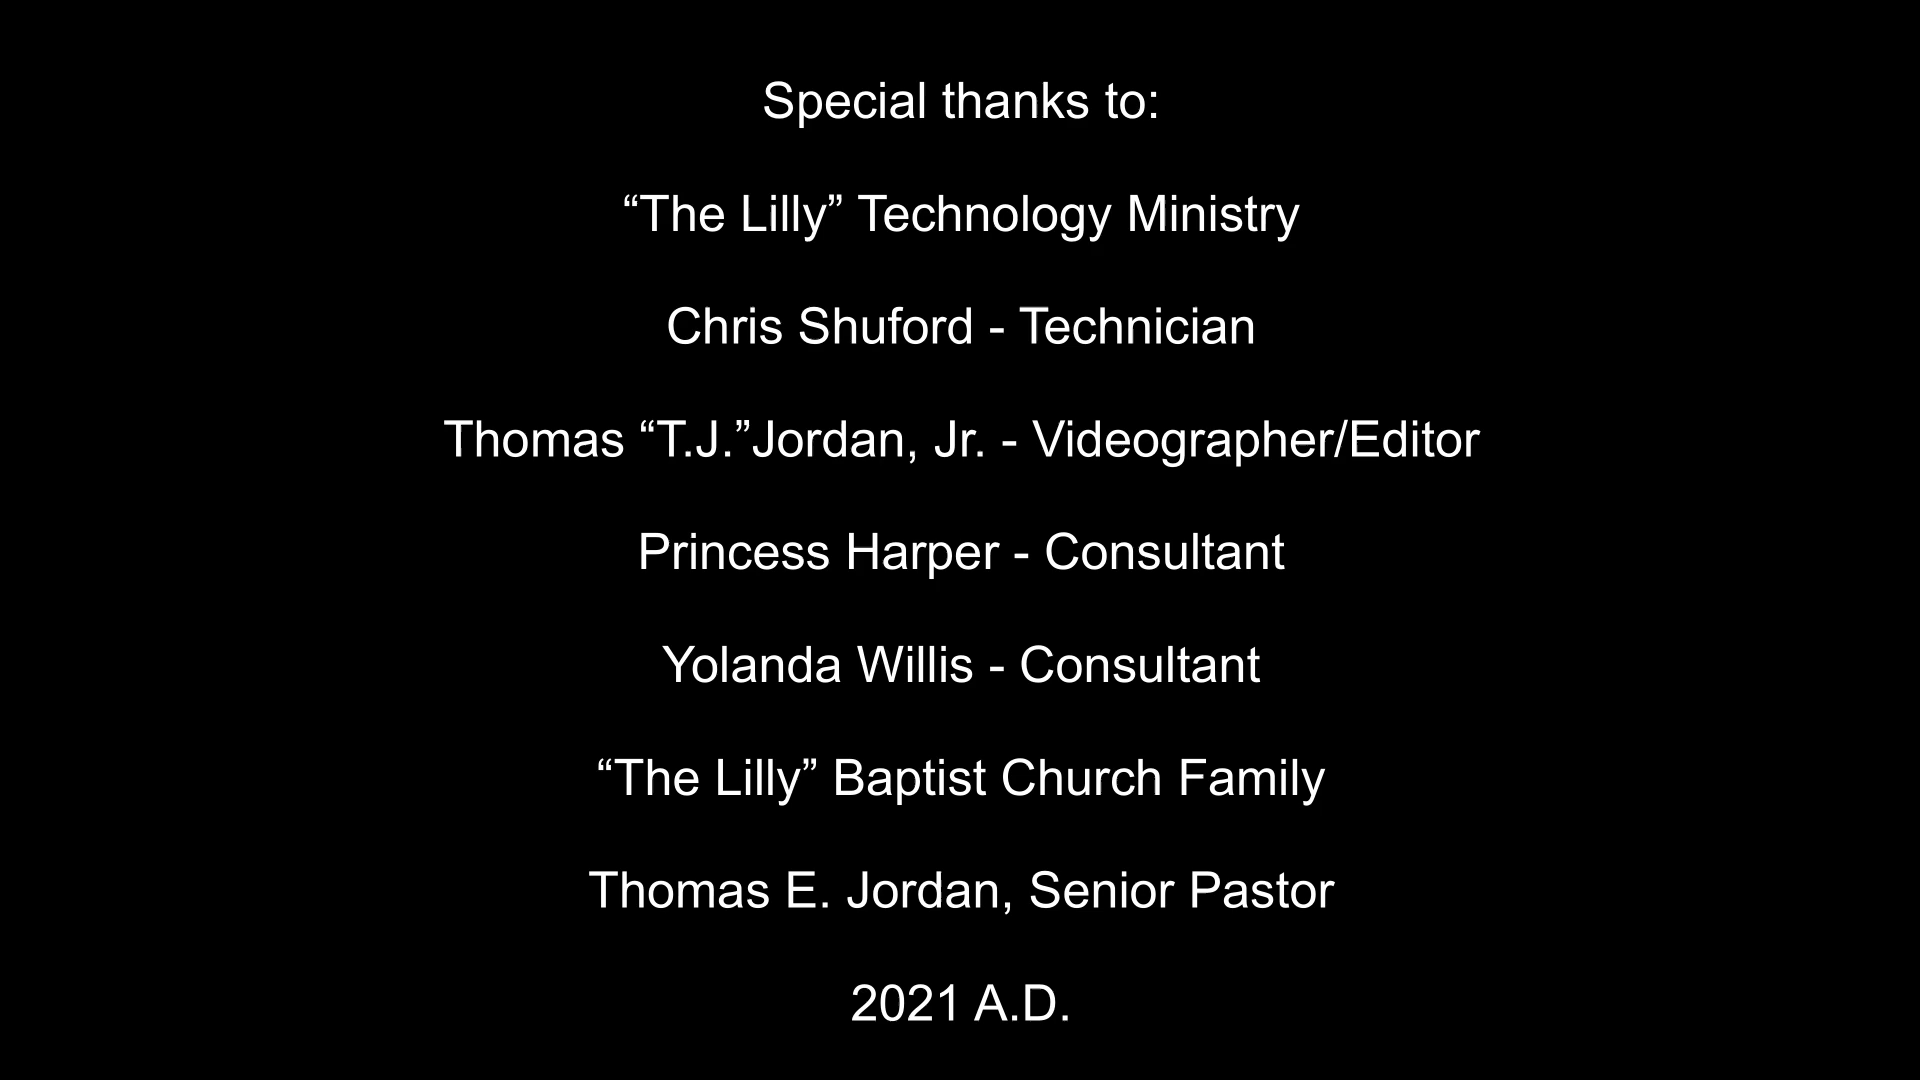 Special thanks to:
“The Lilly” Technology Ministry
Chris Shuford - Technician
Thomas “T.J.”Jordan, Jr. - Videographer/Editor
Princess Harper - Consultant
Yolanda Willis - Consultant
“The Lilly” Baptist Church Family
Thomas E. Jordan, Senior Pastor
2021 A.D.